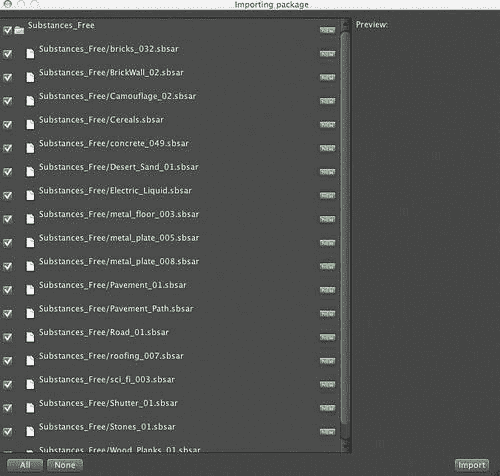 Importing package
Substances_Free NEW
Preview:
Substances_Free/bricks_032.sbsar NEW
Substances_Free/BrickWall_02.sbsar NEW
Substances_Free/Camouflage_02.sbsar NEW
Substances_Free/Cereals.sbsar NEW
Substances_Free/concrete_049.sbsar NEW
Substances_Free/Desert_Sand_01.sbsar NEW
Substances_Free/Electric_Liquid.sbsar NEW
Substances_Free/metal_floor_003.sbsar NEW
Substances_Free/metal_plate_005.sbsar NEW
Substances_Free/metal_plate_008.sbsar NEW
Substances_Free/Pavement_01.sbsar NEW
Substances_Free/Pavement_Path.sbsar NEW
Substances_Free/Road_01.sbsar NEW
Substances_Free/roofing_007.sbsar NEW
Substances_Free/sci_fi_003.sbsar NEW
Substances_Free/Shutter_01.sbsar NEW
Substances_Free/Stones_01.sbsar NEW
Substances_Free/Wood_Planks_01.sbsar
All None Import